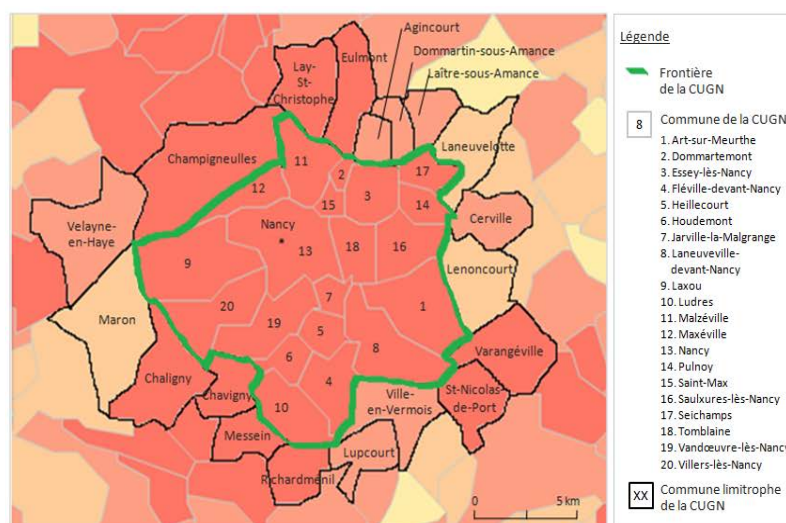 Agincourt
Dommartin-sous-Amance
Laître-sous-Amance
Eulmont
Lay-
St-
Christophe
Laneuvelotte
Champigneulles
11
2
17
12
3
15
14
Velayne-
en-Haye
Cerville
Nancy
13
18
16
9
Lenoncourt
7
1
Maron
20
19
5
8
Varangéville
6
Chaligny
4
St-Nicolas-
de-Port
Chavigny
10
Ville-
en-Vermois
Messein
Lupcourt
Richardménil
0
5 km
Légende
Frontière
de la CUGN
8
Commune de la CUGN
1. Art-sur-Meurthe
2. Dommartemont
3. Essey-lès-Nancy
4. Fléville-devant-Nancy
5. Heillecourt
6. Houdemont
7. Jarville-la-Malgrange
8. Laneuveville-
devant-Nancy
9. Laxou
10. Ludres
11. Malzéville
12. Maxéville
13. Nancy
14. Pulnoy
15. Saint-Max
16. Saulxures-lès-Nancy
17. Seichamps
18. Tomblaine
19. Vandœuvre-lès-Nancy
20. Villers-lès-Nancy
XX
Commune limitrophe
de la CUGN